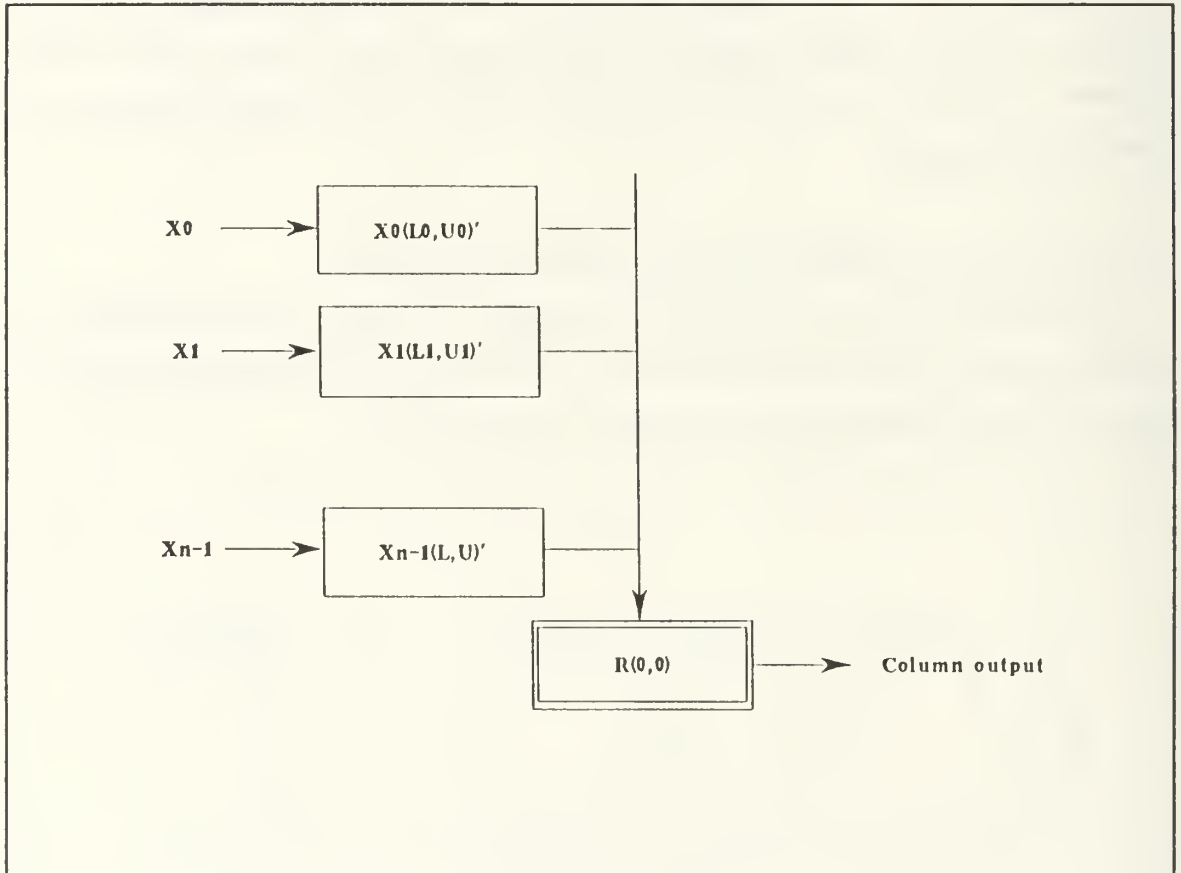 X0 X0(L0,U0)'
X1 X1(L1,U1)'
Xn-1 Xn-1(L,U)'
R(0,0) Column output